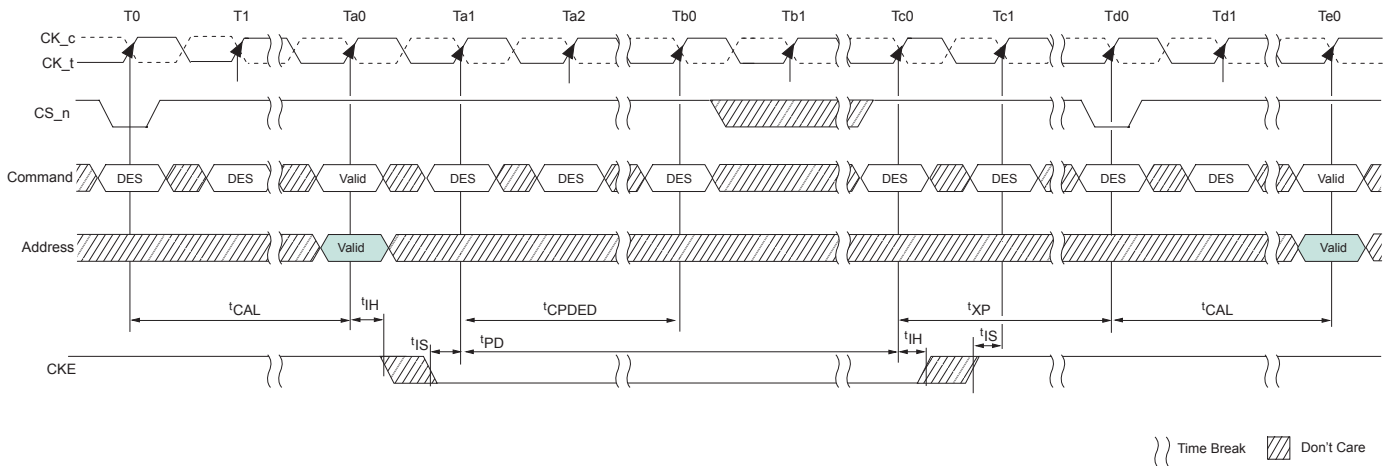 T0 T1 Ta0 Ta1 Ta2 Tb0 Tb1 Tc0 Tc1 Td0 Td1 Te0
CK_c
CK_t
CS_n
Command DES DES Valid DES DES DES DES DES DES DES Valid
Address Valid Valid
tCAL tIH tCPDED tXP tCAL
tIS tPD tIH tIS
CKE
Time Break Don't Care